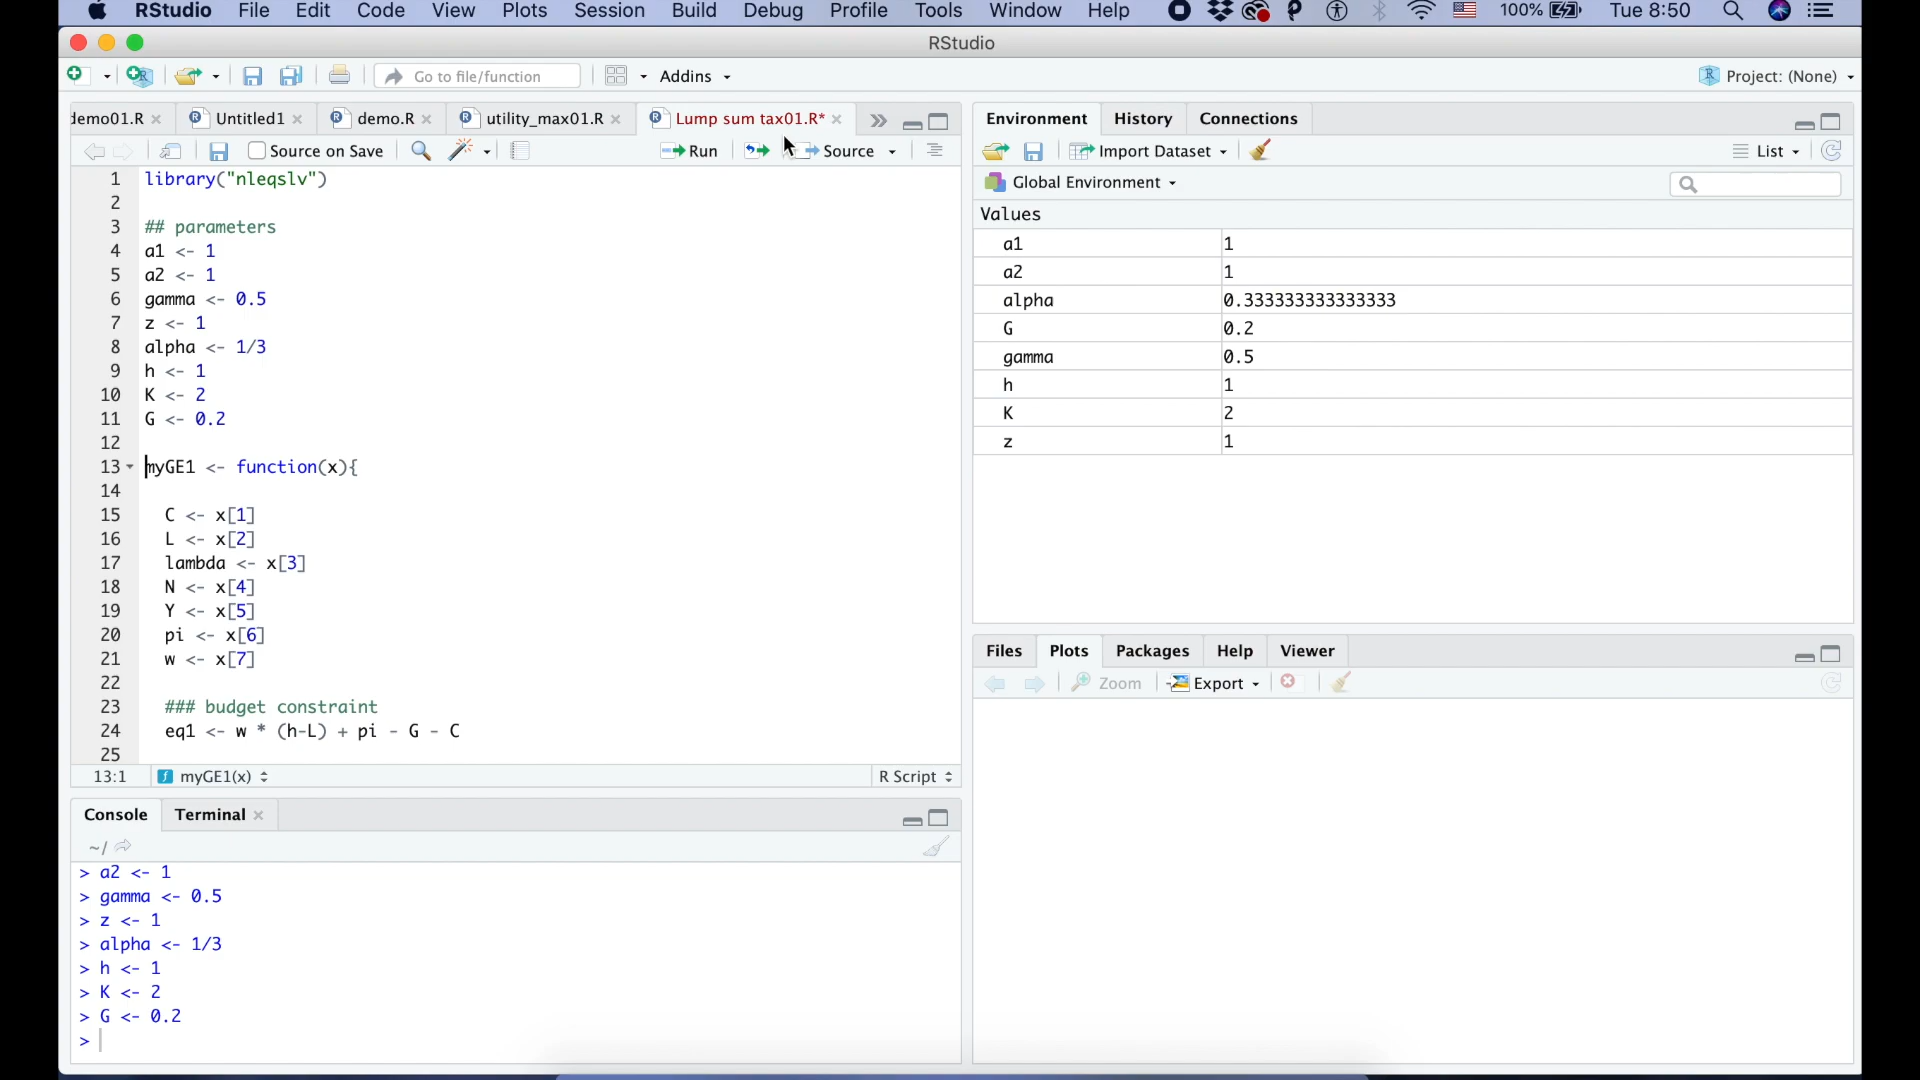 RStudio File Edit Code View Plots Session Build Debug Profile Tools Window Help 100% Tue 8:50
RStudio
Go to file/function Addins Project: (None)
demo01.R Untitled1 demo.R utility_max01.R Lump sum tax01.R*
Source on Save Run Source
1 library("nleqslv")
2
3 ## parameters
4 a1 <- 1
5 a2 <- 1
6 gamma <- 0.5
7 z <- 1
8 alpha <- 1/3
9 h <- 1
10 K <- 2
11 G <- 0.2
12
13 myGE1 <- function(x){
14
15 C <- x[1]
16 L <- x[2]
17 lambda <- x[3]
18 N <- x[4]
19 Y <- x[5]
20 pi <- x[6]
21 w <- x[7]
22
23 ### budget constraint
24 eq1 <- w * (h-L) + pi - G - C
25
13:1 myGE1(x) R Script
Console Terminal
~/
> a2 <- 1
> gamma <- 0.5
> z <- 1
> alpha <- 1/3
> h <- 1
> K <- 2
> G <- 0.2
>
Environment History Connections
Import Dataset List
Global Environment
Values
a1 1
a2 1
alpha 0.333333333333333
G 0.2
gamma 0.5
h 1
K 2
z 1
Files Plots Packages Help Viewer
Zoom Export